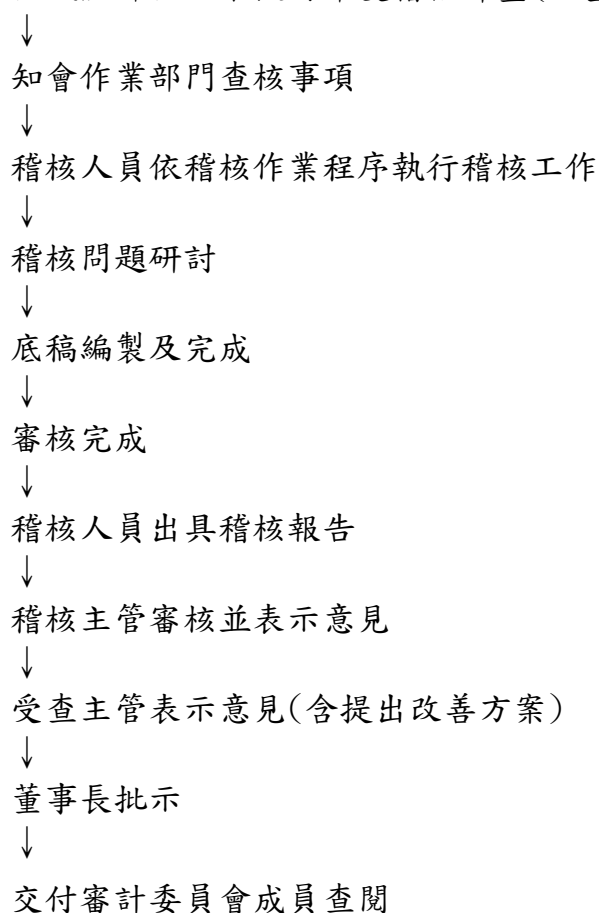 ↓
知會作業部門查核事項
↓
稽核人員依稽核作業程序執行稽核工作
↓
稽核問題研討
↓
底稿編製及完成
↓
審核完成
↓
稽核人員出具稽核報告
↓
稽核主管審核並表示意見
↓
受查主管表示意見(含提出改善方案)
↓
董事長批示
↓
交付審計委員會成員查閱